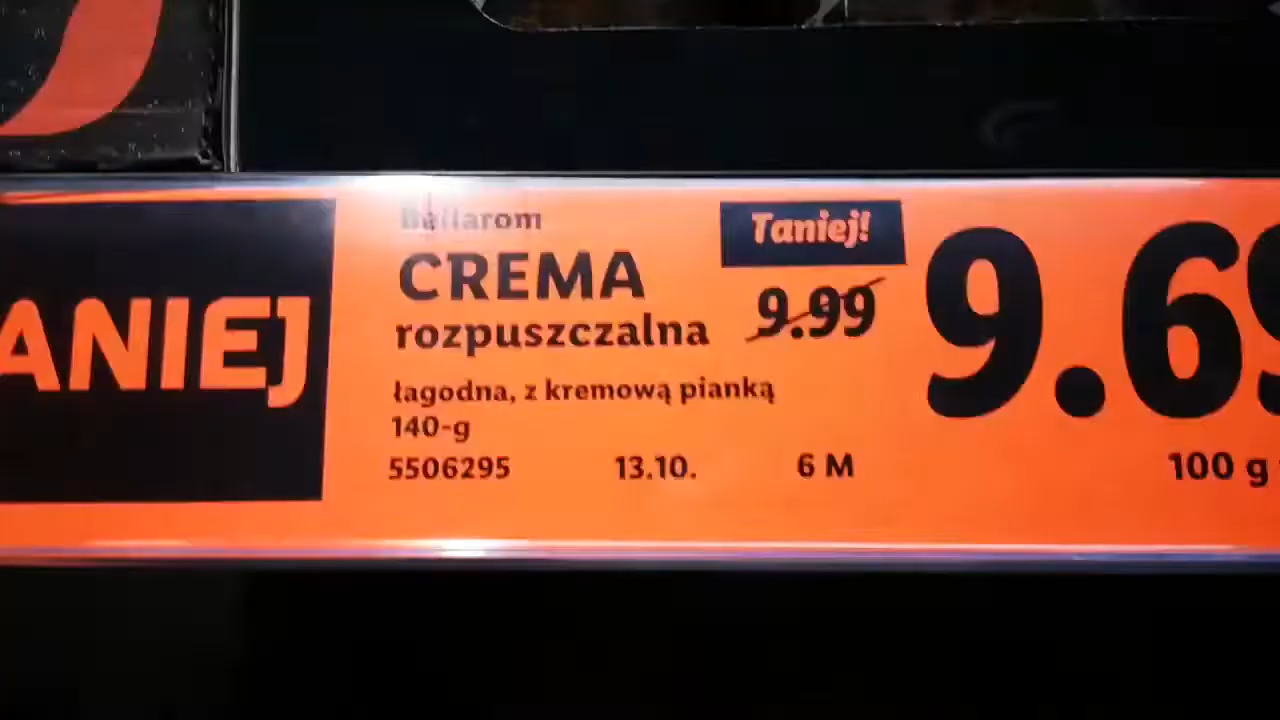 ANIEJ
Bellarom
CREMA
rozpuszczalna
łagodna, z kremową pianką
140-g
5506295 13.10. 6 M
Taniej!
9.99
9.69
100 g